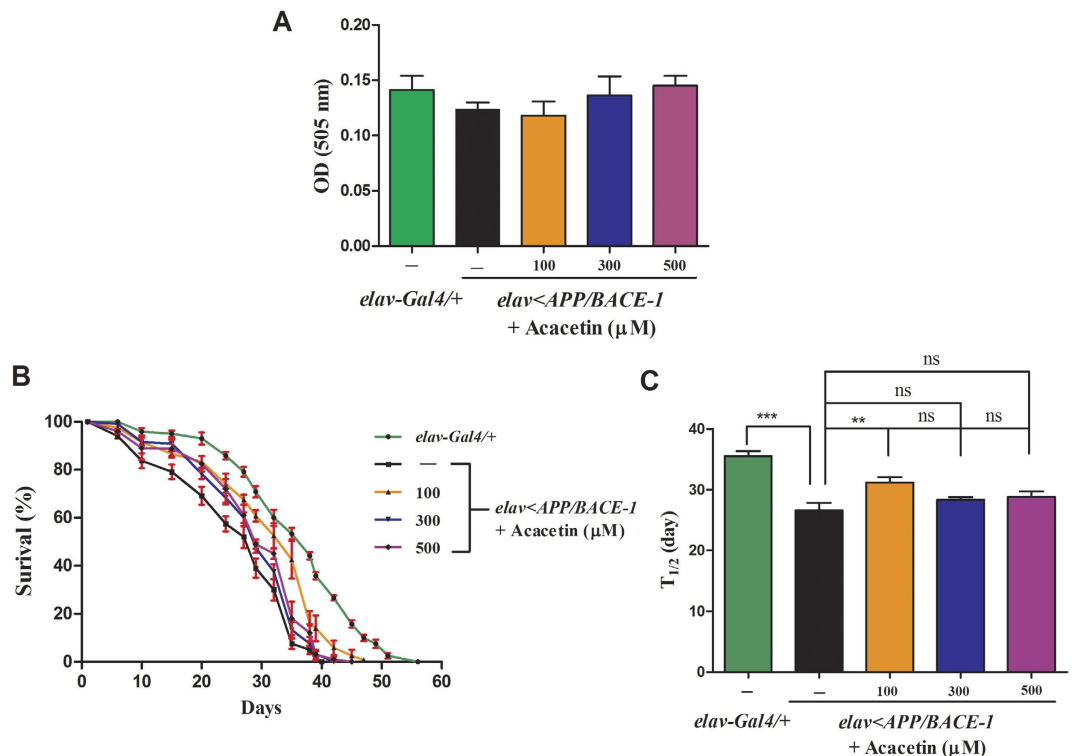 A
0.20
0.15
0.10
0.05
0.00
OD (505 nm)
— — 100 300 500
elav-Gal4/+ elav<APP/BACE-1
+ Acacetin (μM)
B
100
80
60
40
20
0
Surival (%)
0 10 20 30 40 50 60
Days
elav-Gal4/+
—
100
300
500
elav<APP/BACE-1
+ Acacetin (μM)
C
ns
ns
*** ** ns ns
40
30
20
10
0
T1/2 (day)
— — 100 300 500
elav-Gal4/+ elav<APP/BACE-1
+ Acacetin (μM)